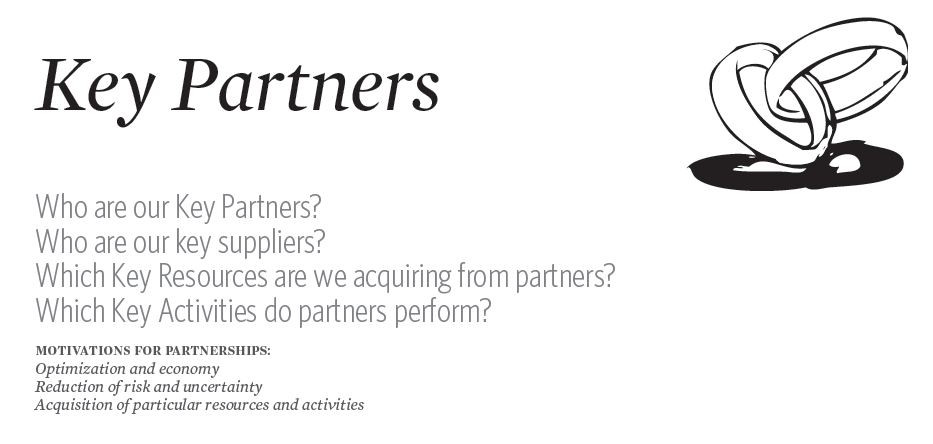 Key Partners
Who are our Key Partners?
Who are our key suppliers?
Which Key Resources are we acquiring from partners?
Which Key Activities do partners perform?
MOTIVATIONS FOR PARTNERSHIPS:
Optimization and economy
Reduction of risk and uncertainty
Acquisition of particular resources and activities